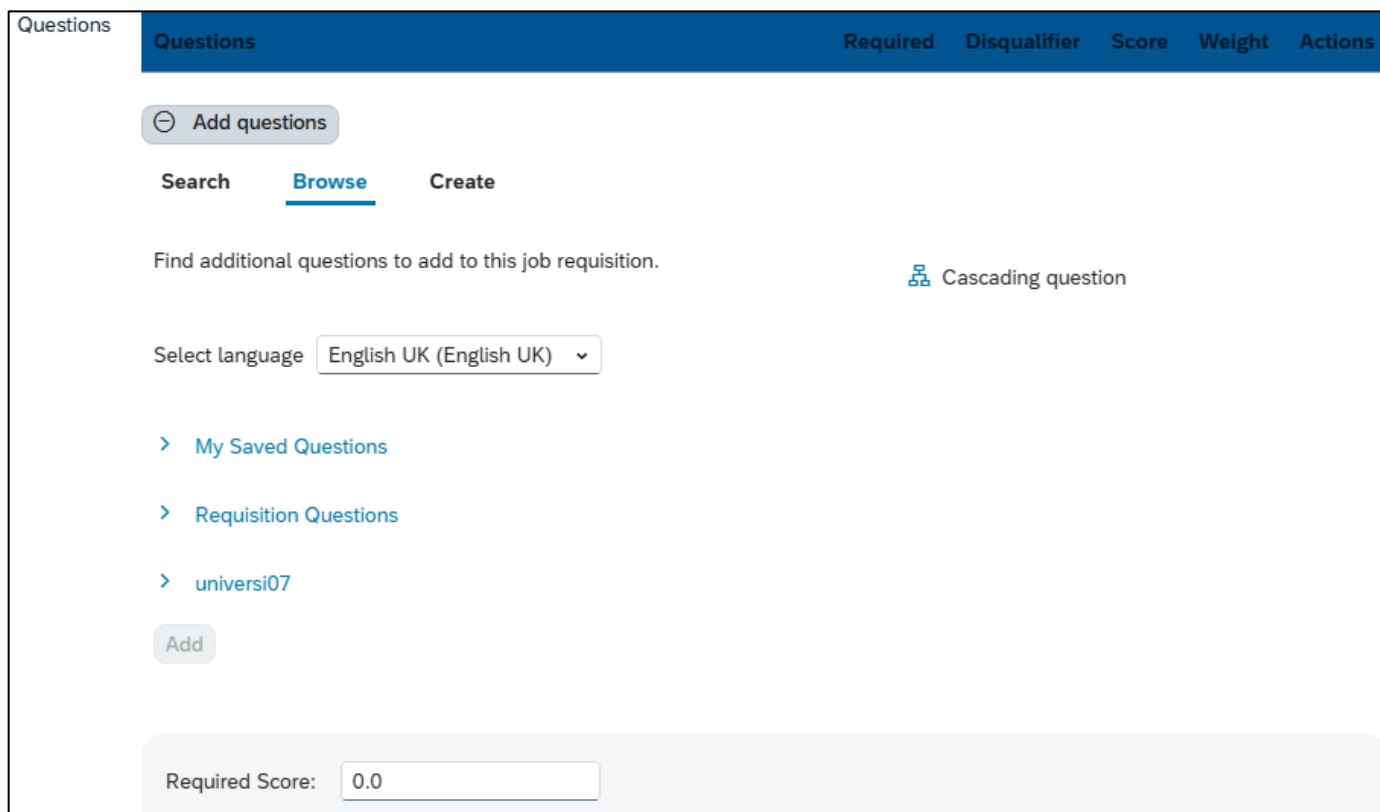 Questions
Questions Required Disqualifier Score Weight Actions
Add questions
Search Browse Create
Find additional questions to add to this job requisition.
Cascading question
Select language English UK (English UK)
My Saved Questions
Requisition Questions
universi07
Add
Required Score: 0.0